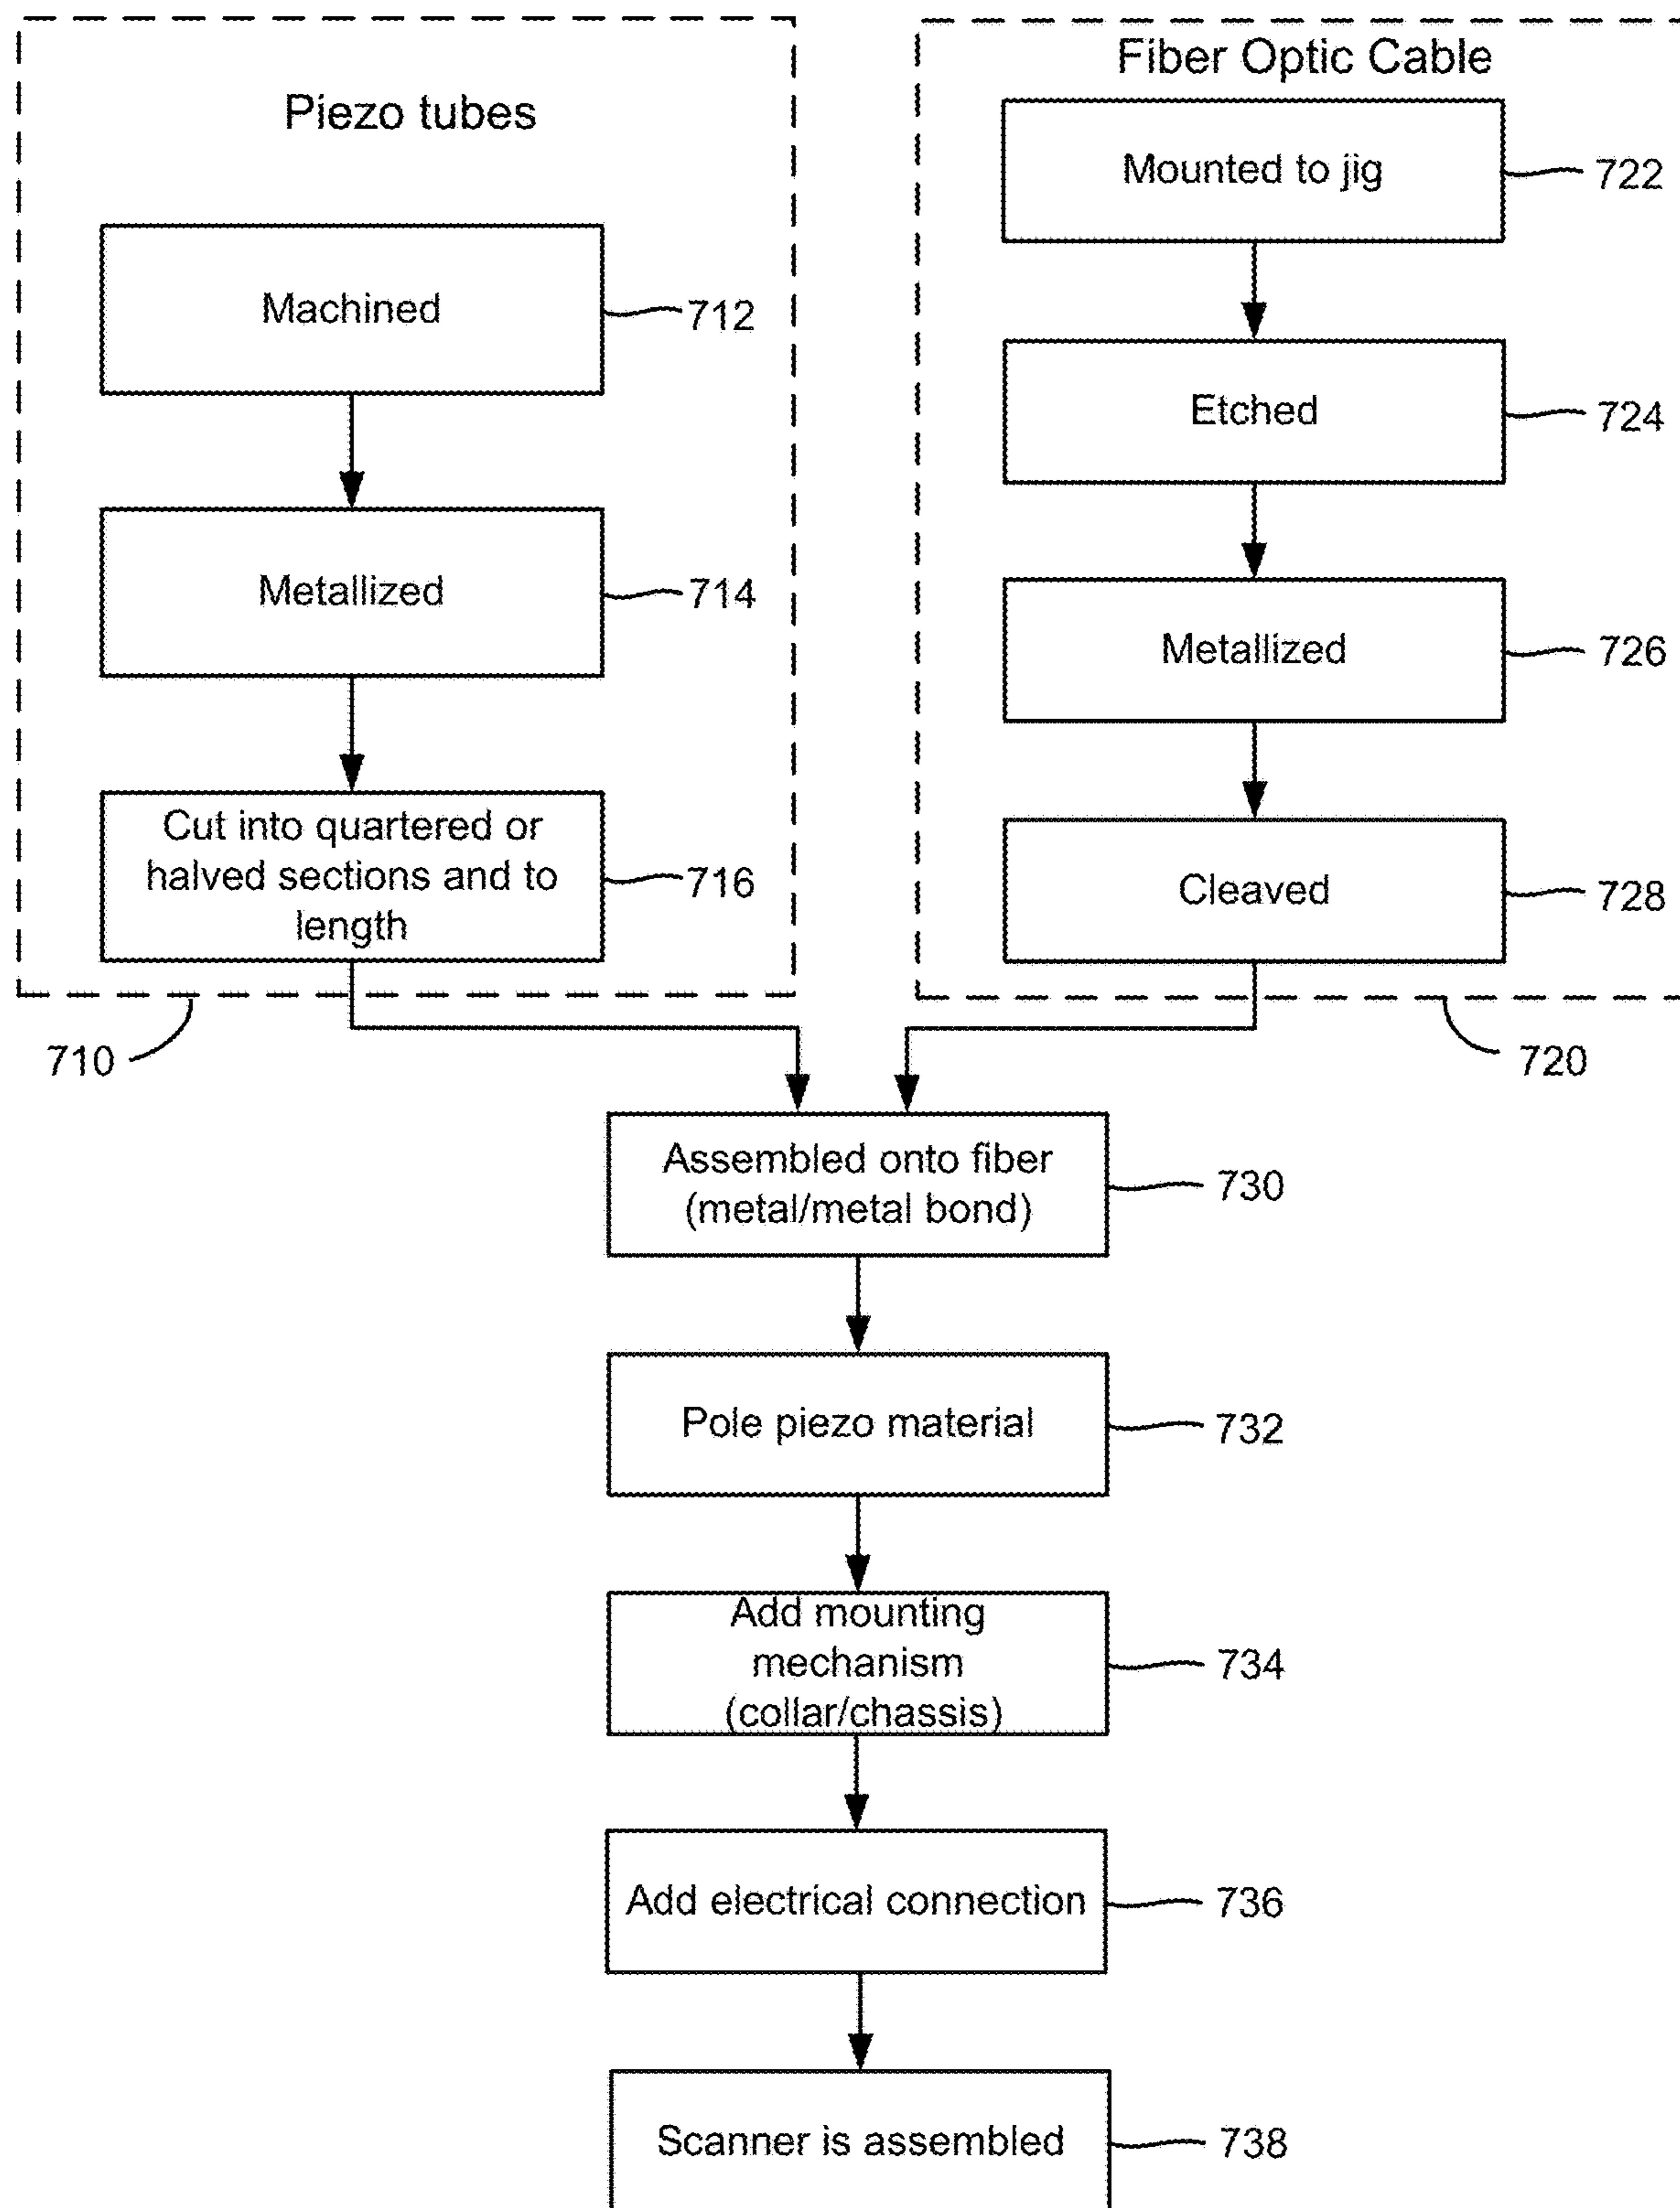 Piezo tubes
Machined
712
Metallized
714
Cut into quartered or
halved sections and to
length
716
710
Fiber Optic Cable
Mounted to jig
722
Etched
724
Metallized
726
Cleaved
728
720
Assembled onto fiber
(metal/metal bond)
730
Pole piezo material
732
Add mounting
mechanism
(collar/chassis)
734
Add electrical connection
736
Scanner is assembled
738